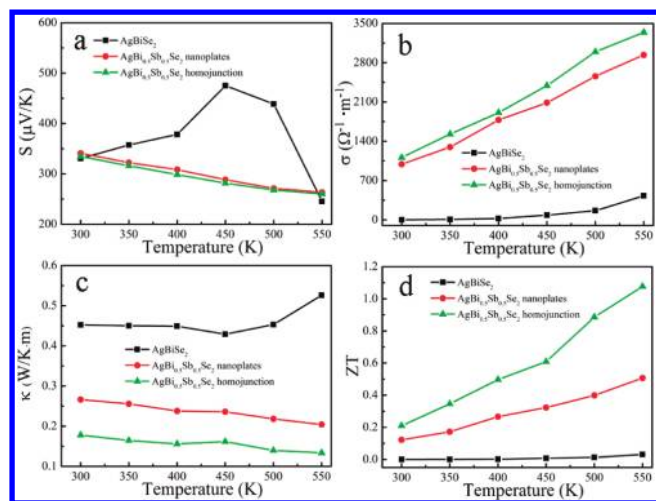 a
S (μV/K)
600
500
400
300
200
AgBiSe₂
AgBi₀.₅Sb₀.₅Se₂ nanoplates
AgBi₀.₅Sb₀.₅Se₂ homojunction
300 350 400 450 500 550
Temperature (K)
b
σ (Ω⁻¹ ·m⁻¹)
3500
2800
2100
1400
700
0
AgBiSe₂
AgBi₀.₅Sb₀.₅Se₂ nanoplates
AgBi₀.₅Sb₀.₅Se₂ homojunction
300 350 400 450 500 550
Temperature (K)
c
κ (W/K·m)
0.6
0.5
0.4
0.3
0.2
0.1
AgBiSe₂
AgBi₀.₅Sb₀.₅Se₂ nanoplates
AgBi₀.₅Sb₀.₅Se₂ homojunction
300 350 400 450 500 550
Temperature (K)
d
ZT
1.2
1.0
0.8
0.6
0.4
0.2
0.0
AgBiSe₂
AgBi₀.₅Sb₀.₅Se₂ nanoplates
AgBi₀.₅Sb₀.₅Se₂ homojunction
300 350 400 450 500 550
Temperature (K)